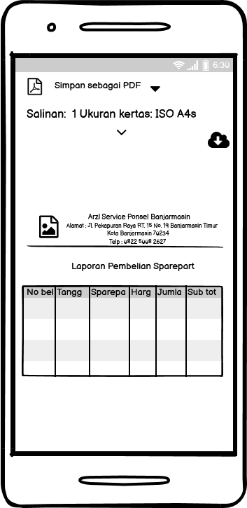 6:30
Simpan sebagai PDF
Salinan: 1 Ukuran kertas: ISO A4s
Arzi Service Ponsel Banjarmasin
Alamat : Jl. Pekapuran Raya RT, 15 No. 19 Banjarmasin Timur
Kota Banjarmasin 70234
Telp : 0822 5008 2627
Laporan Pembelian Sparepart
No bel Tangg Sparepa Harg Jumla Sub tot